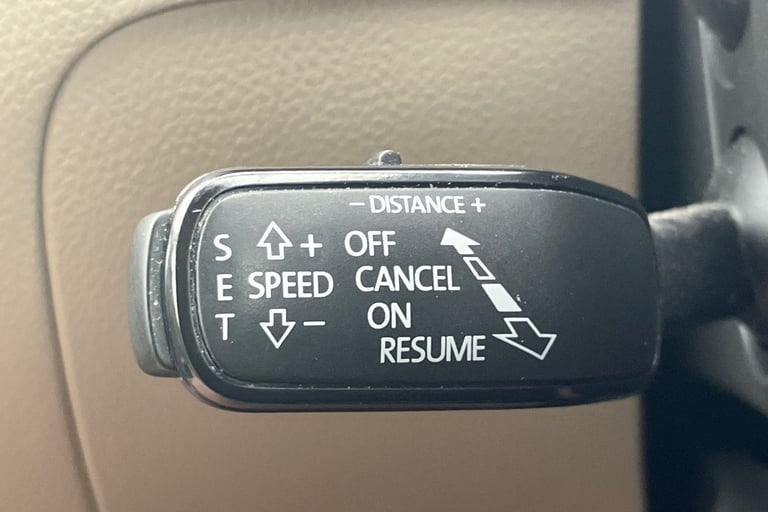 – DISTANCE +
S + OFF
E SPEED CANCEL
T – ON
RESUME